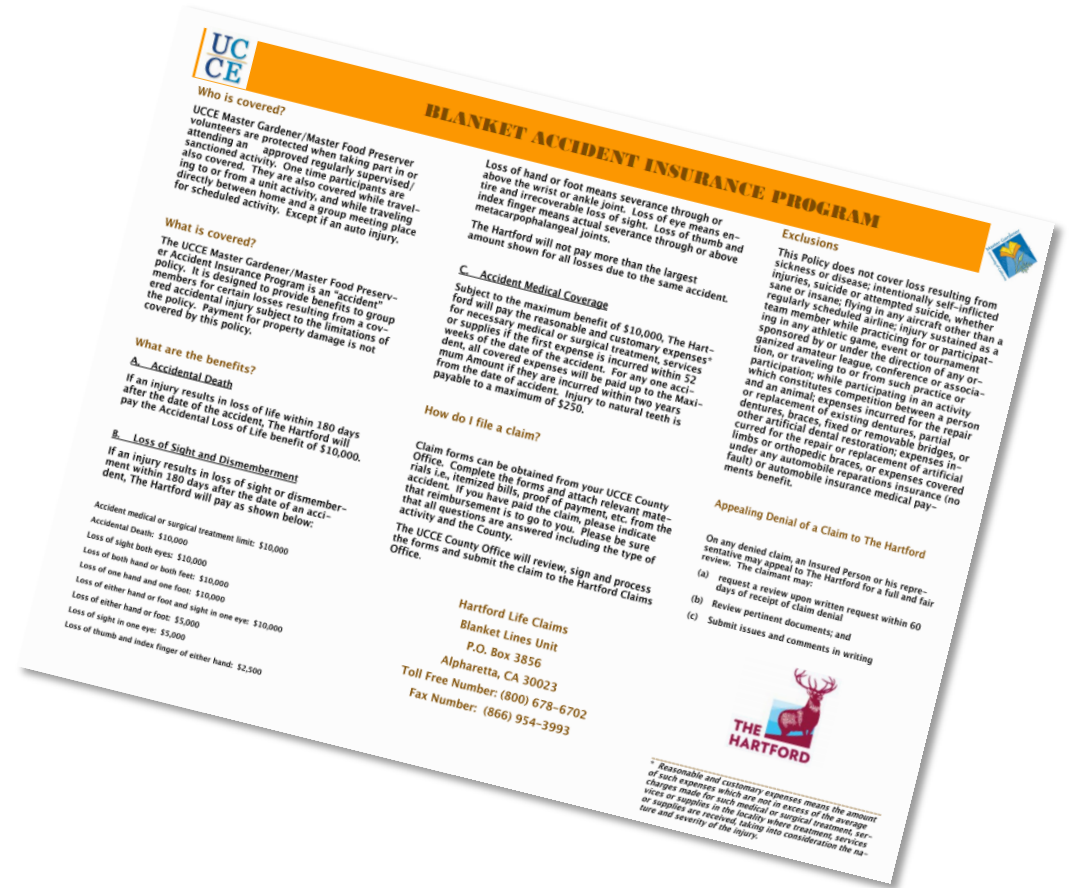 UC
CE
BLANKET ACCIDENT INSURANCE PROGRAM
Who is covered?
UCCE Master Gardener/Master Food Preserver
volunteers are protected when taking part in or
attending an approved regularly supervised/
sanctioned activity. One time participants are
also covered. They are also covered while travel-
ing to or from a unit activity, and while traveling
directly between home and a group meeting place
for scheduled activity. Except if an auto injury.
What is covered?
The UCCE Master Gardener/Master Food Preserv-
er Accident Insurance Program is an "accident"
policy. It is designed to provide benefits to group
members for certain losses resulting from a cov-
ered accidental injury subject to the limitations of
the policy. Payment for property damage is not
covered by this policy.
What are the benefits?
A. Accidental Death
If an injury results in loss of life within 180 days
after the date of the accident, The Hartford will
pay the Accidental Loss of Life benefit of $10,000.
B. Loss of Sight and Dismemberment
If an injury results in loss of sight or dismember-
ment within 180 days after the date of an acci-
dent, The Hartford will pay as shown below:
Accident medical or surgical treatment limit: $10,000
Accidental Death: $10,000
Loss of sight both eyes: $10,000
Loss of both hand or both feet: $10,000
Loss of one hand and one foot: $10,000
Loss of either hand or foot and sight in one eye: $10,000
Loss of either hand or foot: $5,000
Loss of sight in one eye: $5,000
Loss of thumb and index finger of either hand: $2,500
Loss of hand or foot means severance through or
above the wrist or ankle joint. Loss of eye means en-
tire and irrecoverable loss of sight. Loss of thumb and
index finger means actual severance through or above
metacarpophalangeal joints.
The Hartford will not pay more than the largest
amount shown for all losses due to the same accident.
C. Accident Medical Coverage
Subject to the maximum benefit of $10,000, The Hart-
ford will pay the reasonable and customary expenses*
for necessary medical or surgical treatment, services
or supplies if the first expense is incurred within 52
weeks of the date of the accident. For any one acci-
dent, all covered expenses will be paid up to the Maxi-
mum Amount if they are incurred within two years
from the date of accident. Injury to natural teeth is
payable to a maximum of $250.
How do I file a claim?
Claim forms can be obtained from your UCCE County
Office. Complete the forms and attach relevant mate-
rials i.e., itemized bills, proof of payment, etc. from the
accident. If you have paid the claim, please indicate
that reimbursement is to go to you. Please be sure
that all questions are answered including the type of
activity and the County.
The UCCE County Office will review, sign and process
the forms and submit the claim to the Hartford Claims
Office.
Hartford Life Claims
Blanket Lines Unit
P.O. Box 3856
Alpharetta, CA 30023
Toll Free Number: (800) 678-6702
Fax Number: (866) 954-3993
Exclusions
This Policy does not cover loss resulting from
sickness or disease; intentionally self-inflicted
injuries, suicide or attempted suicide, whether
sane or insane; flying in any aircraft other than a
regularly scheduled airline; injury sustained as a
team member while practicing for or participat-
ing in any athletic game, event or tournament
sponsored by or under the direction of any or-
ganized amateur league, conference or associa-
tion, or traveling to or from such practice or
participation; while participating in an activity
which constitutes competition between a person
and an animal; expenses incurred for the repair
or replacement of existing dentures, partial
dentures, braces, fixed or removable bridges, or
other artificial dental restoration; expenses in-
curred for the repair or replacement of artificial
limbs or orthopedic braces, or expenses covered
under any automobile reparations insurance (no
fault) or automobile insurance medical pay-
ments benefit.
Appealing Denial of a Claim to The Hartford
On any denied claim, an Insured Person or his repre-
sentative may appeal to The Hartford for a full and fair
review. The claimant may:
(a) request a review upon written request within 60
days of receipt of claim denial
(b) Review pertinent documents; and
(c) Submit issues and comments in writing
THE
HARTFORD
* Reasonable and customary expenses means the amount
of such expenses which are not in excess of the average
charges made for such medical or surgical treatment, ser-
vices or supplies in the locality where treatment, services
or supplies are received, taking into consideration the na-
ture and severity of the injury.